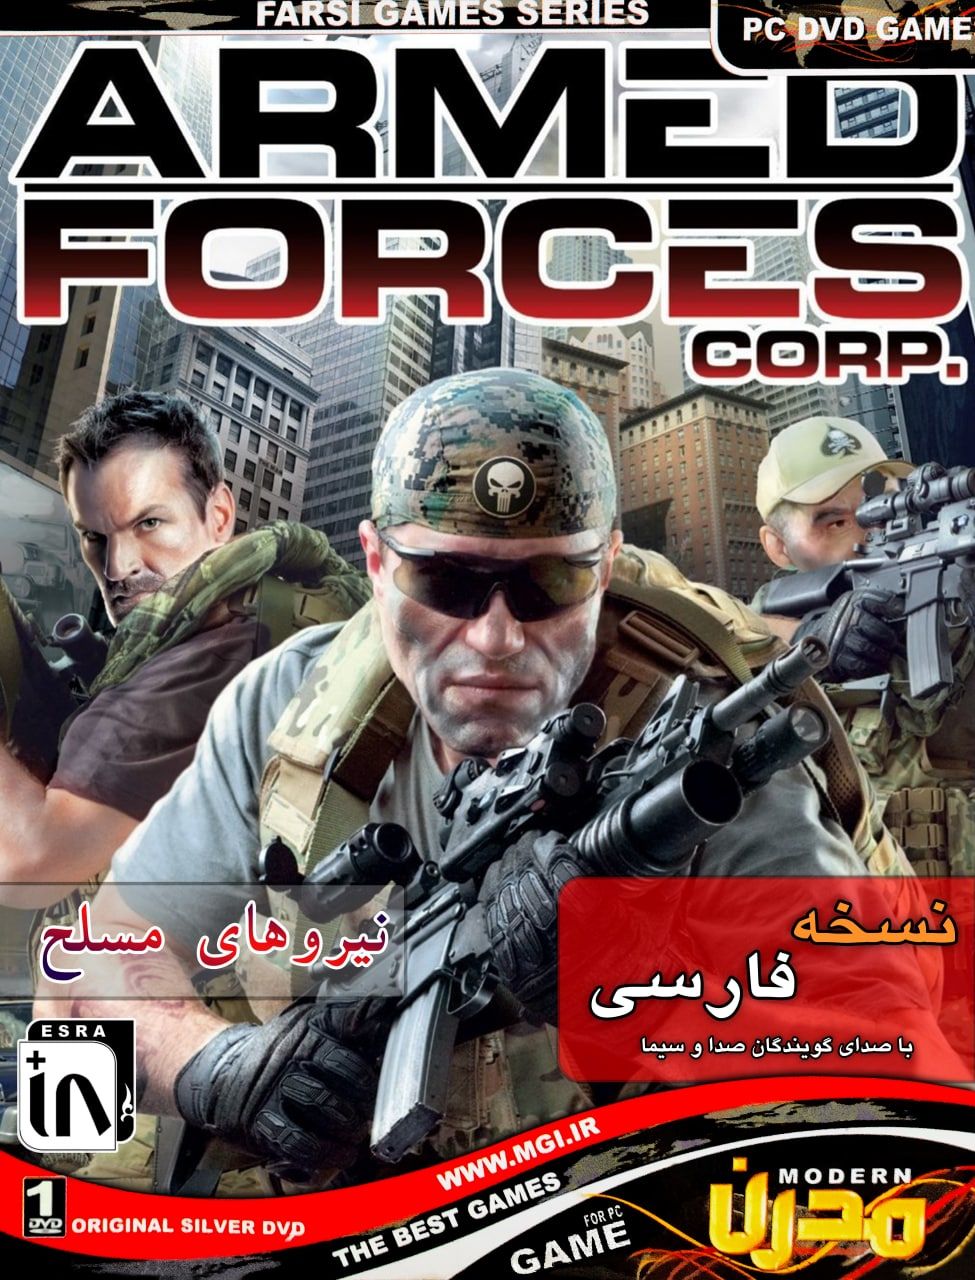 FARSI GAMES SERIES
PC DVD GAME
ARMED
FORCES
CORP.
نیروهای مسلح
نسخه
فارسی
با صدای گویندگان صدا و سیما
ESRA
+۱۸
WWW.MGI.IR
1
DVD
ORIGINAL SILVER DVD
THE BEST GAMES
FOR PC
GAME
MODERN
مدرن